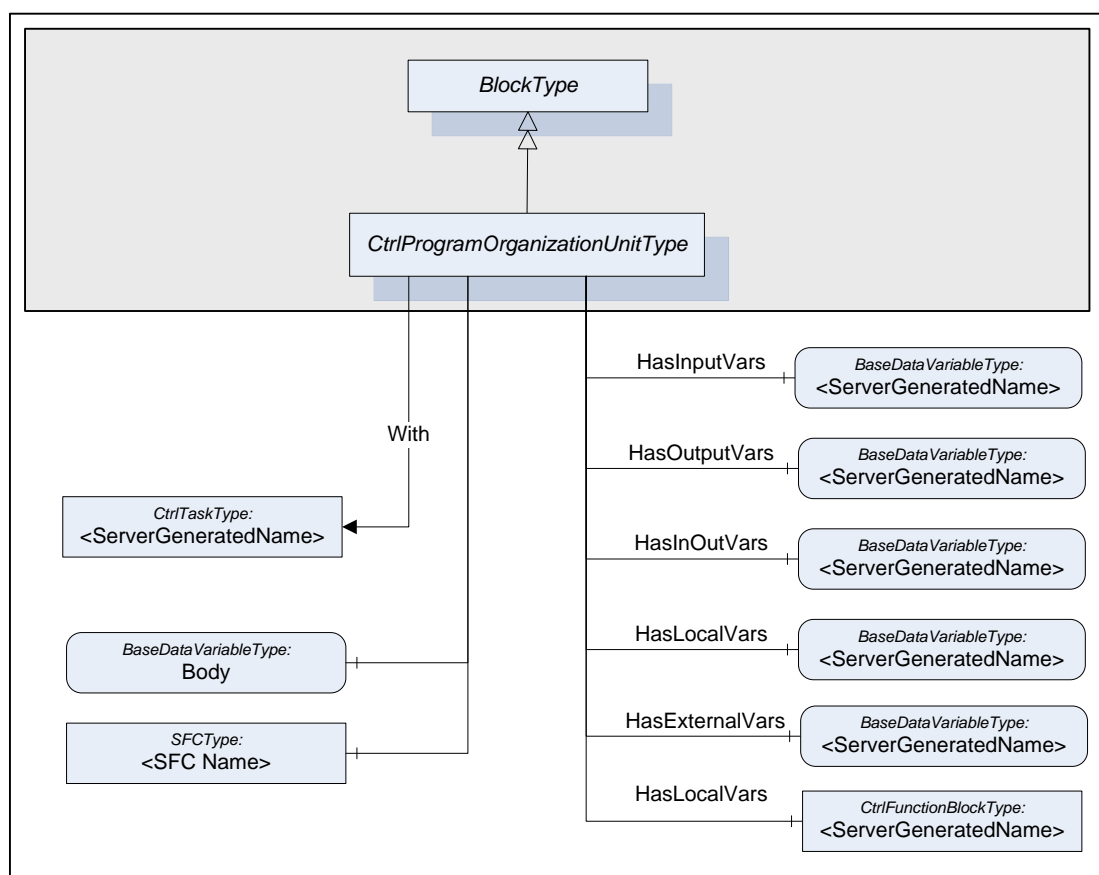 BlockType
CtrlProgramOrganizationUnitType
HasInputVars
BaseDataVariableType:
<ServerGeneratedName>
With
HasOutputVars
BaseDataVariableType:
<ServerGeneratedName>
CtrlTaskType:
<ServerGeneratedName>
HasInOutVars
BaseDataVariableType:
<ServerGeneratedName>
BaseDataVariableType:
Body
HasLocalVars
BaseDataVariableType:
<ServerGeneratedName>
SFCType:
<SFC Name>
HasExternalVars
BaseDataVariableType:
<ServerGeneratedName>
HasLocalVars
CtrlFunctionBlockType:
<ServerGeneratedName>